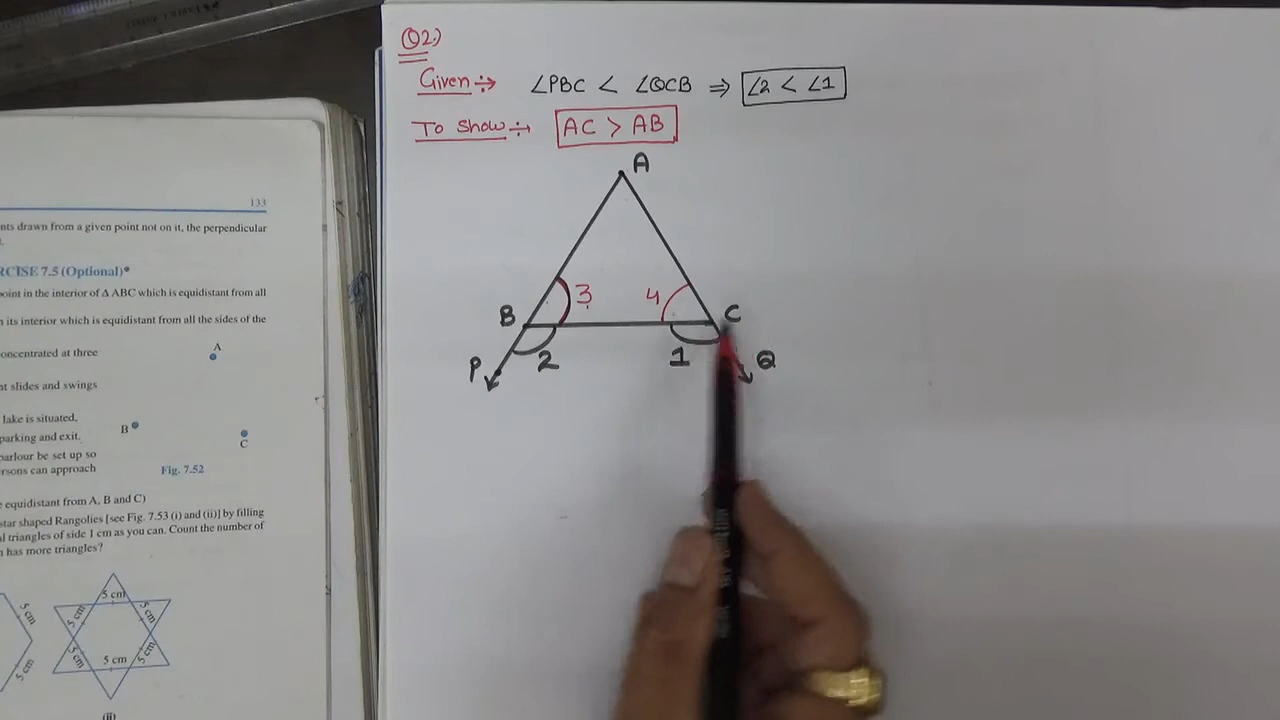 Q2.)
Given ÷→ ∠PBC < ∠QCB ⇒ ∠2 < ∠1
To Show ÷→ AC > AB
A
3
4
B
C
2
1
P
Q
133
nts drawn from a given point not on it, the perpendicular
RCISE 7.5 (Optional)*
point in the interior of Δ ABC which is equidistant from all
its interior which is equidistant from all the sides of the
concentrated at three
A
nt slides and swings
lake is situated,
B
parking and exit.
C
parlour be set up so
rsons can approach
Fig. 7.52
equidistant from A, B and C)
star shaped Rangolies [see Fig. 7.53 (i) and (ii)] by filling
l triangles of side 1 cm as you can. Count the number of
has more triangles?
5 cm
5 cm
5 cm
5 cm
5 cm
5 cm
5 cm
5 cm
(ii)